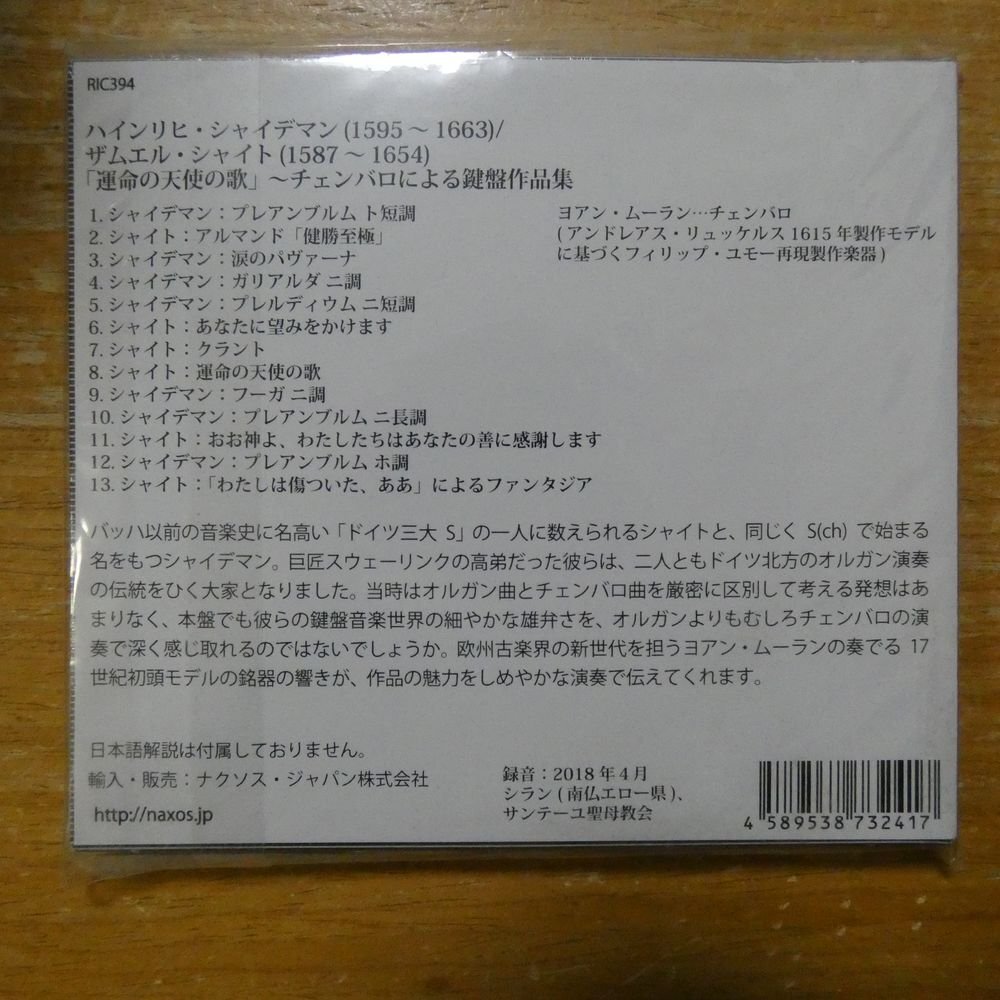 RIC394
ハインリヒ・シャイデマン (1595 ～ 1663)/
ザムエル・シャイト (1587 ～ 1654)
「運命の天使の歌」～チェンバロによる鍵盤作品集
1. シャイデマン：プレアンブルム ト短調
2. シャイト：アルマンド「健勝至極」
3. シャイデマン：涙のパヴァーナ
4. シャイデマン：ガリアルダ ニ調
5. シャイデマン：プレルディウム ニ短調
6. シャイト：あなたに望みをかけます
7. シャイト：クラント
8. シャイト：運命の天使の歌
9. シャイデマン：フーガ ニ調
10. シャイデマン：プレアンブルム ニ長調
11. シャイト：おお神よ、わたしたちはあなたの善に感謝します
12. シャイデマン：プレアンブルム ホ調
13. シャイト：「わたしは傷ついた、ああ」によるファンタジア
ヨアン・ムーラン…チェンバロ
( アンドレアス・リュッケルス 1615 年製作モデル
に基づくフィリップ・ユモー再現製作楽器 )
バッハ以前の音楽史に名高い「ドイツ三大 S」の一人に数えられるシャイトと、同じく S(ch) で始まる
名をもつシャイデマン。巨匠スウェーリンクの高弟だった彼らは、二人ともドイツ北方のオルガン演奏
の伝統をひく大家となりました。当時はオルガン曲とチェンバロ曲を厳密に区別して考える発想はあ
まりなく、本盤でも彼らの鍵盤音楽世界の細やかな雄弁さを、オルガンよりもむしろチェンバロの演
奏で深く感じ取れるのではないでしょうか。欧州古楽界の新世代を担うヨアン・ムーランの奏でる 17
世紀初頭モデルの銘器の響きが、作品の魅力をしめやかな演奏で伝えてくれます。
日本語解説は付属しておりません。
輸入・販売：ナクソス・ジャパン株式会社
http://naxos.jp
録音：2018 年 4 月
シラン ( 南仏エロー県 )、
サンテーユ聖母教会
4 589538 732417